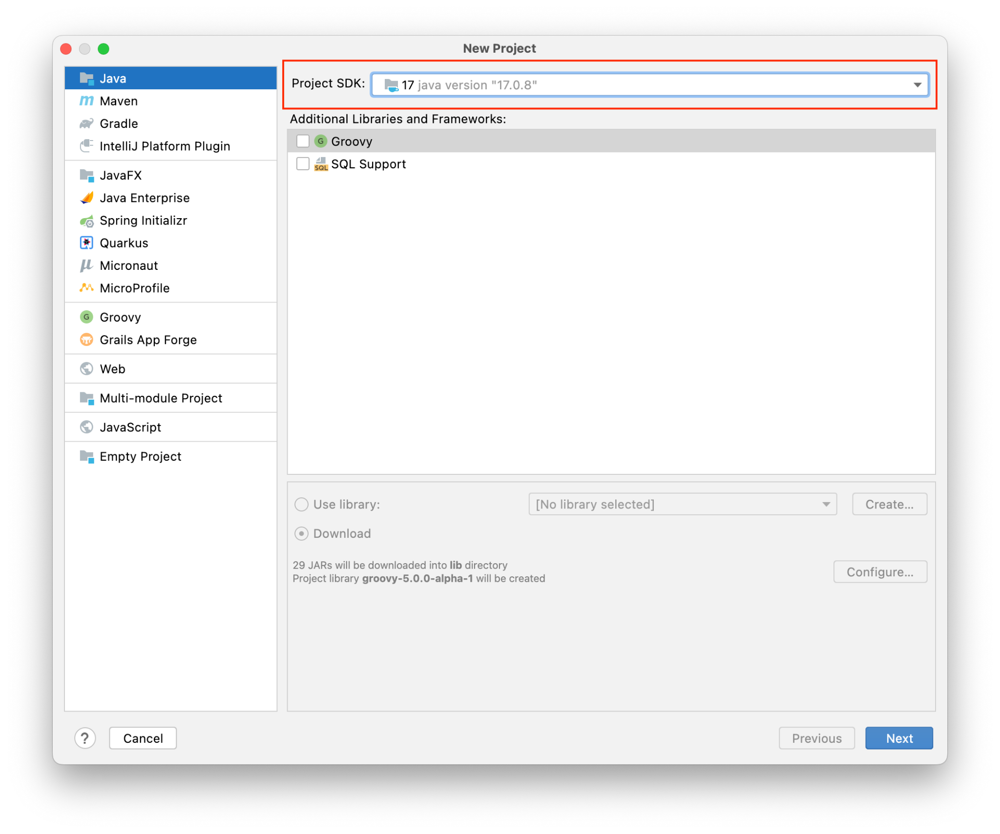 New Project
Java
Maven
Gradle
IntelliJ Platform Plugin
JavaFX
Java Enterprise
Spring Initializr
Quarkus
Micronaut
MicroProfile
G Groovy
Grails App Forge
Web
Multi-module Project
JavaScript
Empty Project
Project SDK: 17 java version "17.0.8"
Additional Libraries and Frameworks:
G Groovy
SQL SQL Support
Use library: [No library selected] Create...
Download
29 JARs will be downloaded into lib directory
Project library groovy-5.0.0-alpha-1 will be created
Configure...
? Cancel Previous Next